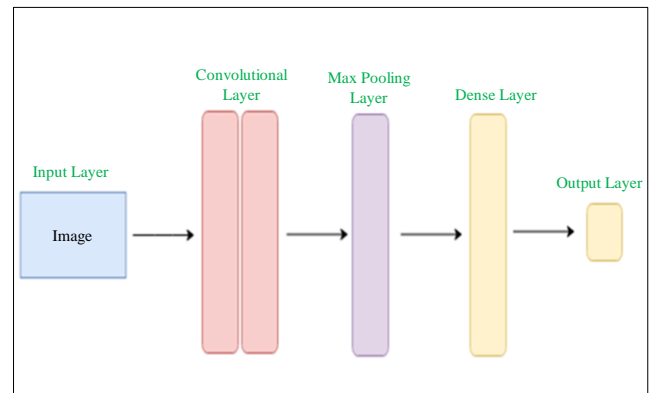 Convolutional
Layer
Max Pooling
Layer
Dense Layer
Input Layer
Output Layer
Image